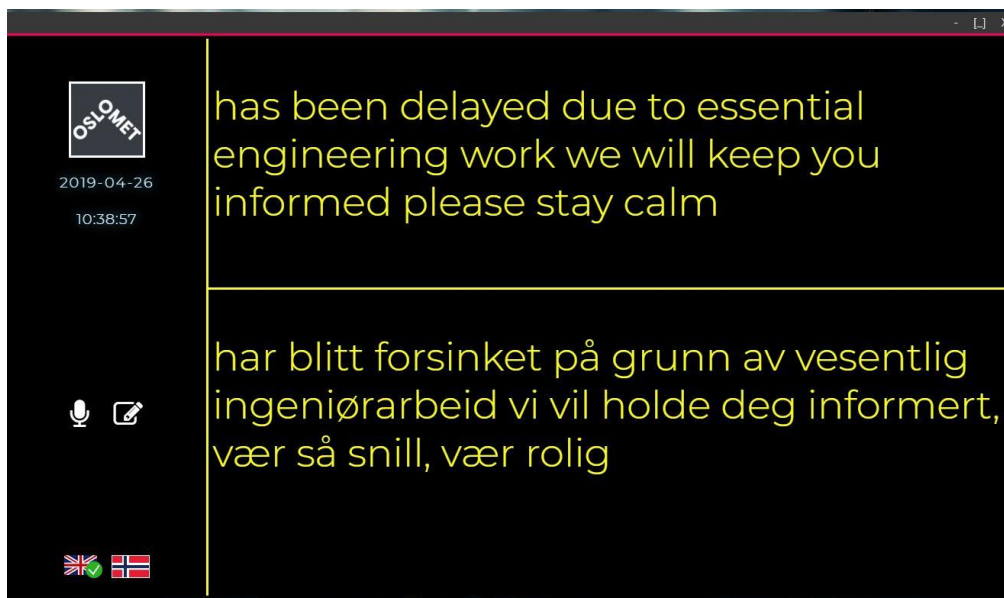 - [_] X
OSLOMET
2019-04-26
10:38:57
has been delayed due to essential
engineering work we will keep you
informed please stay calm
har blitt forsinket på grunn av vesentlig
ingeniørarbeid vi vil holde deg informert,
vær så snill, vær rolig